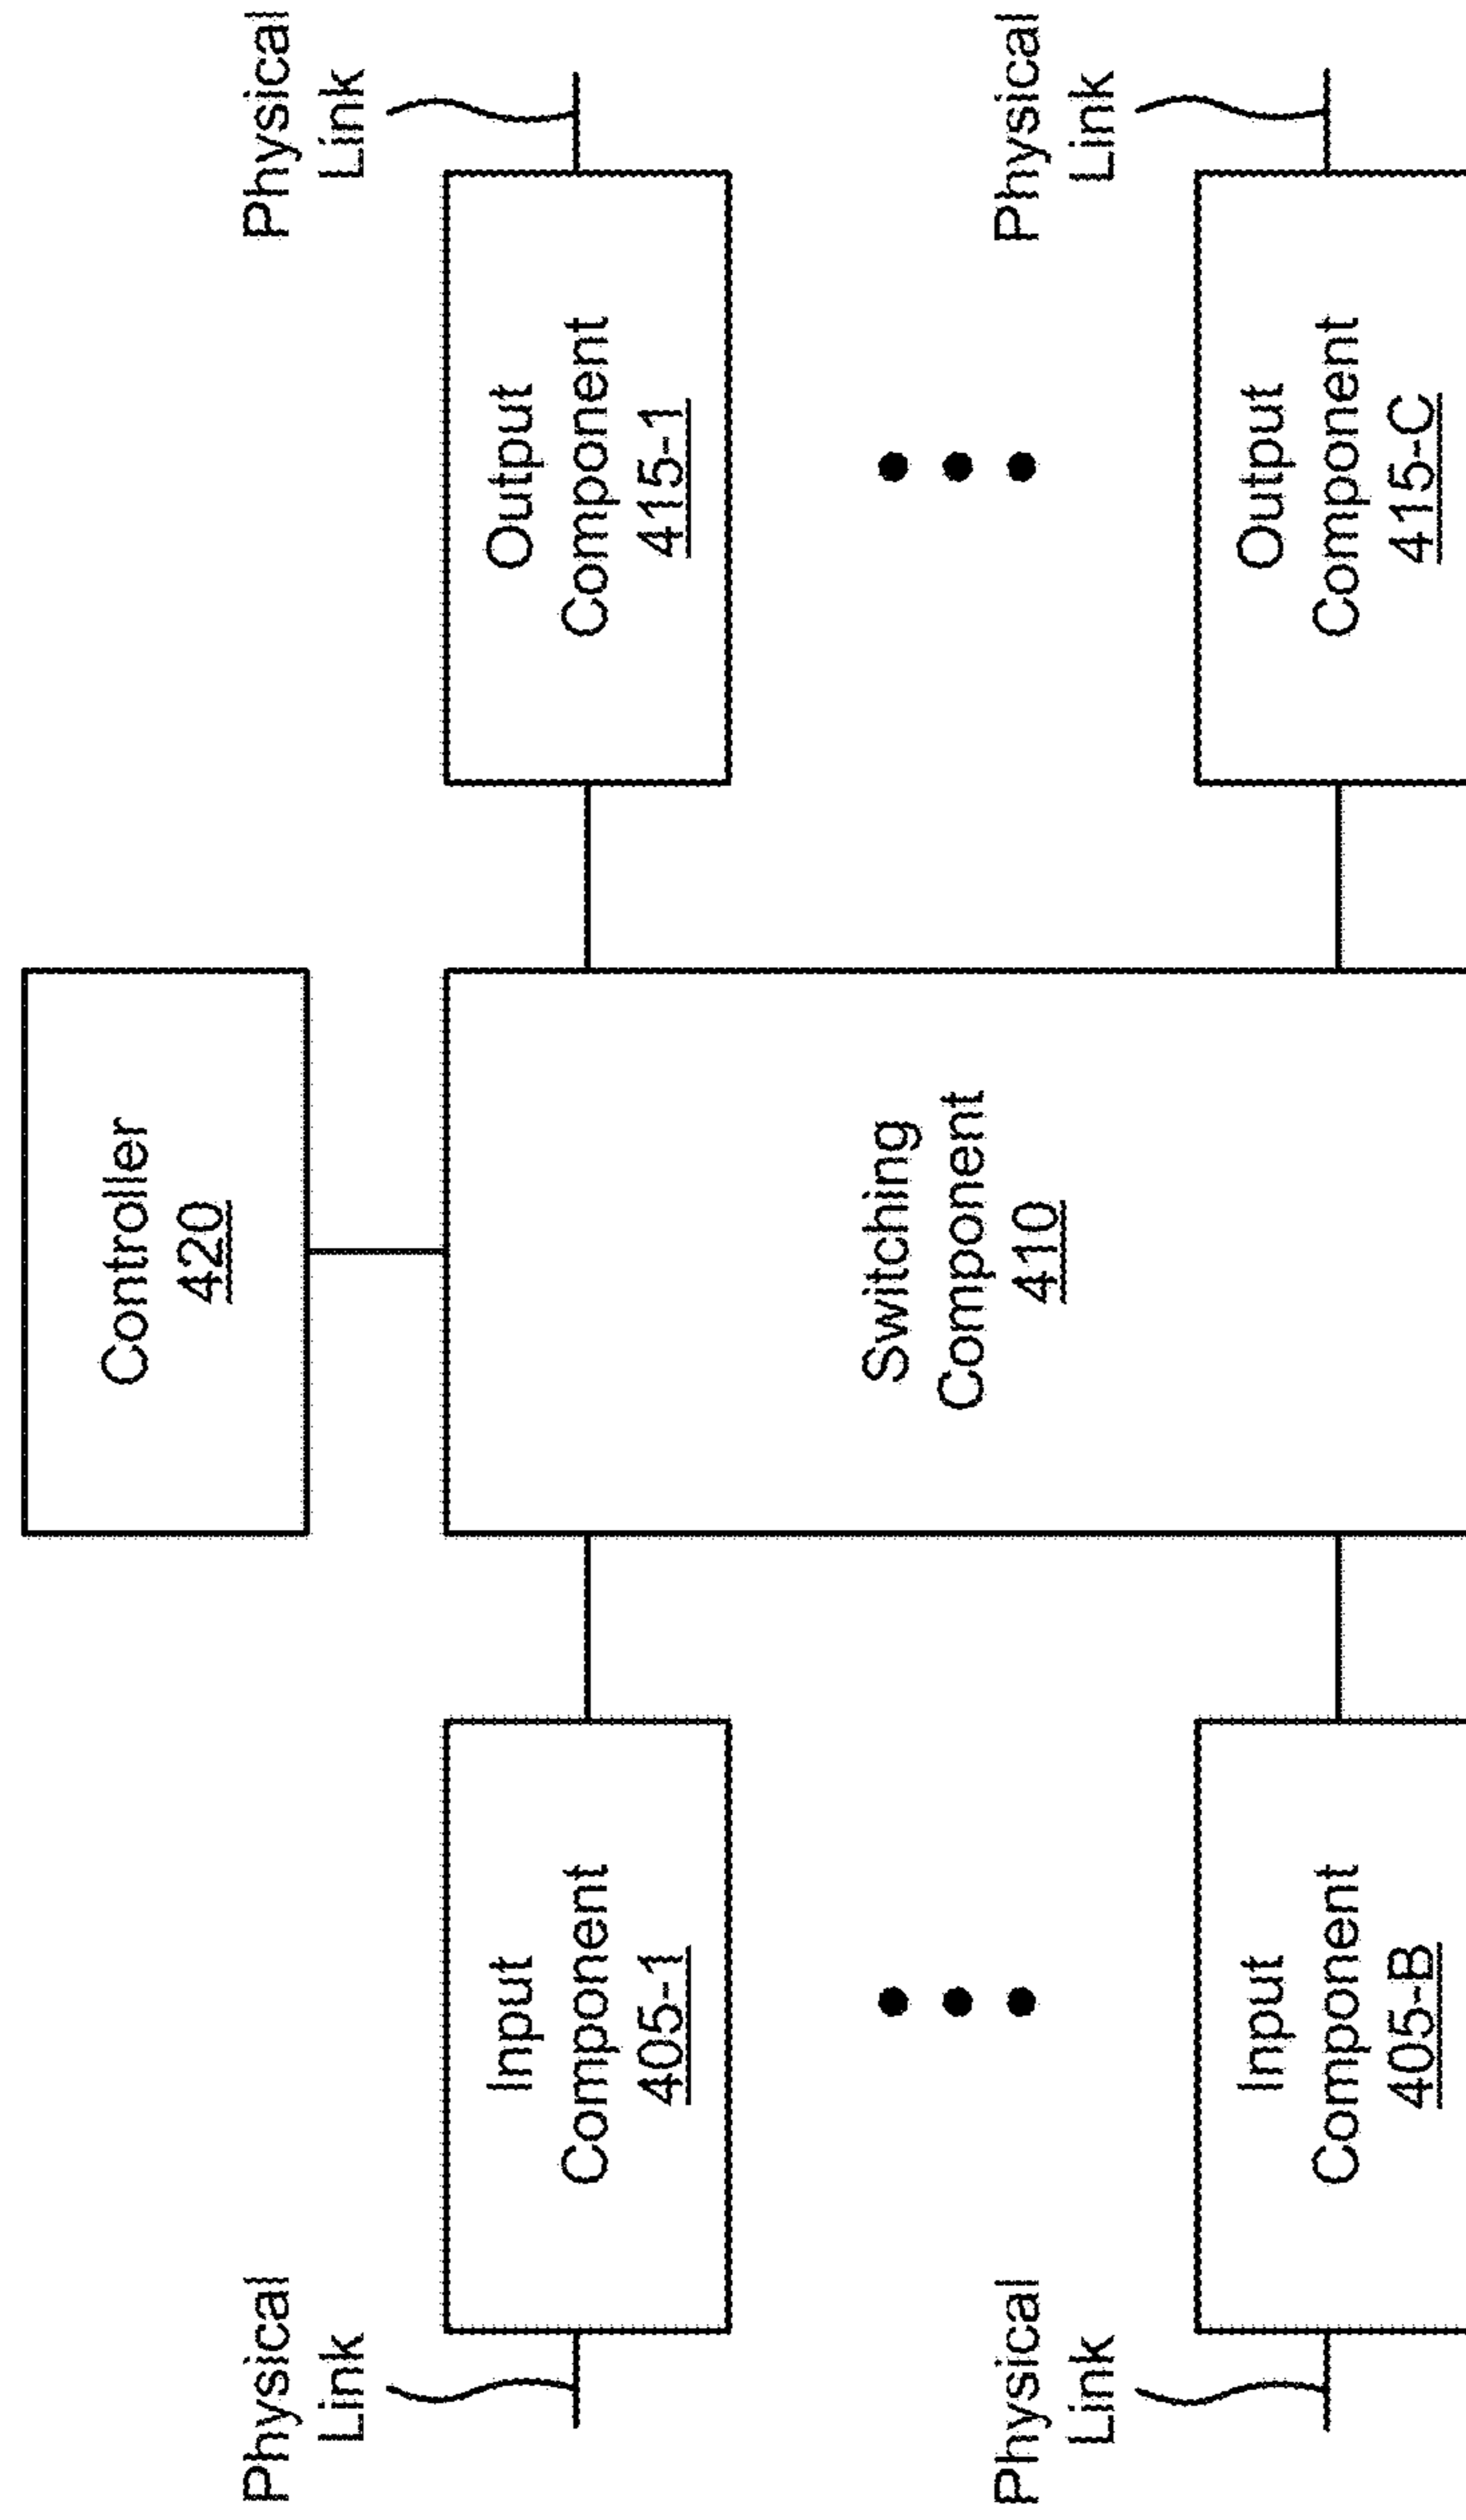 Controller
420
Physical
Link
Input
Component
405-1
Switching
Component
410
Output
Component
415-1
Physical
Link
Physical
Link
Input
Component
405-B
Output
Component
415-C
Physical
Link